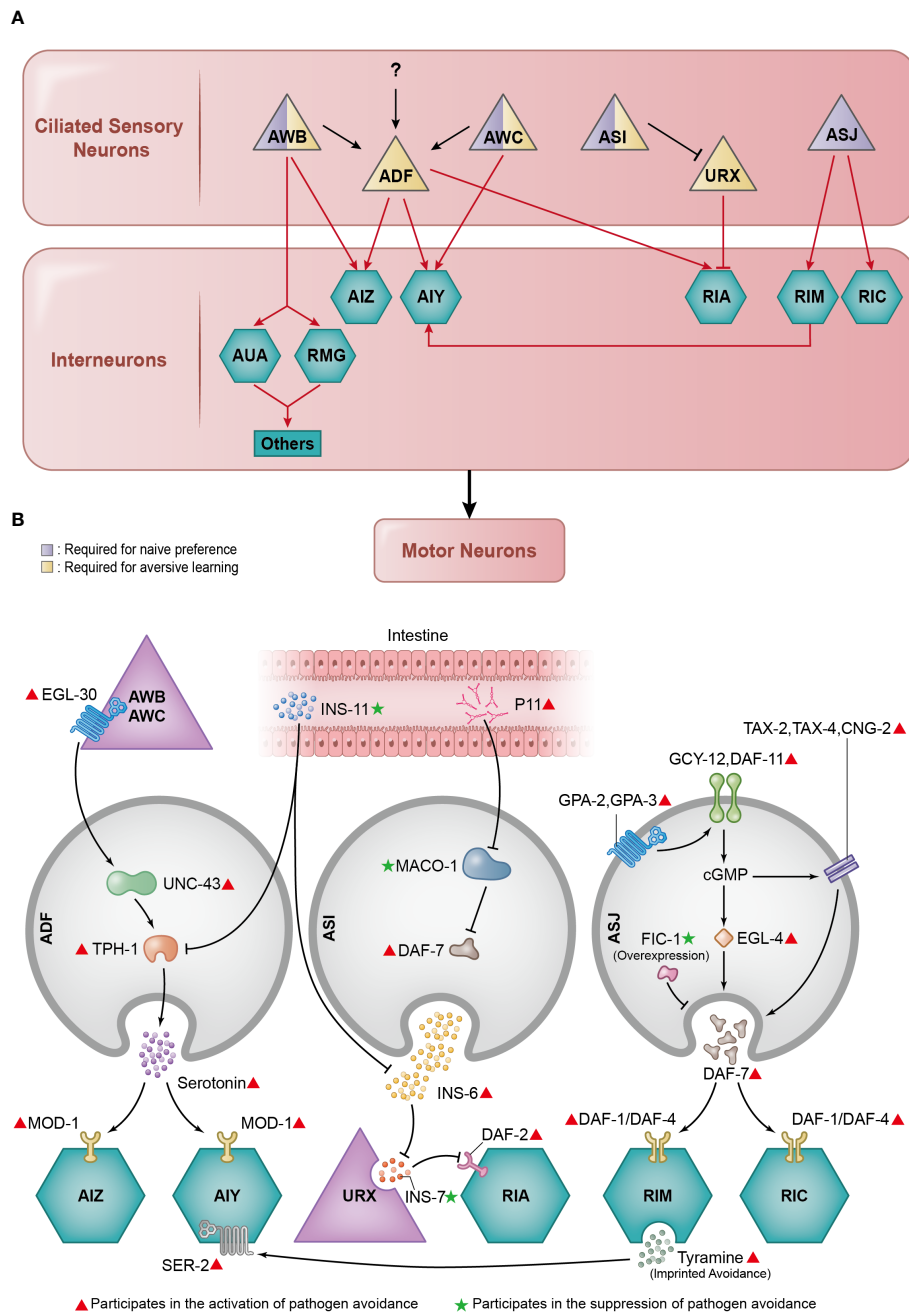 A
?
Ciliated Sensory
Neurons
AWB
AWC
ASI
ASJ
ADF
URX
AIZ
AIY
RIA
RIM
RIC
Interneurons
AUA
RMG
Others
B
Motor Neurons
: Required for naive preference
: Required for aversive learning
Intestine
EGL-30
AWB
AWC
INS-11
P11
TAX-2,TAX-4,CNG-2
GCY-12,DAF-11
GPA-2,GPA-3
MACO-1
cGMP
UNC-43
ADF
TPH-1
ASI
DAF-7
ASJ
FIC-1
(Overexpression)
EGL-4
Serotonin
INS-6
DAF-7
MOD-1
MOD-1
DAF-2
DAF-1/DAF-4
DAF-1/DAF-4
AIZ
AIY
URX
INS-7
RIA
RIM
RIC
SER-2
Tyramine
(Imprinted Avoidance)
Participates in the activation of pathogen avoidance
Participates in the suppression of pathogen avoidance